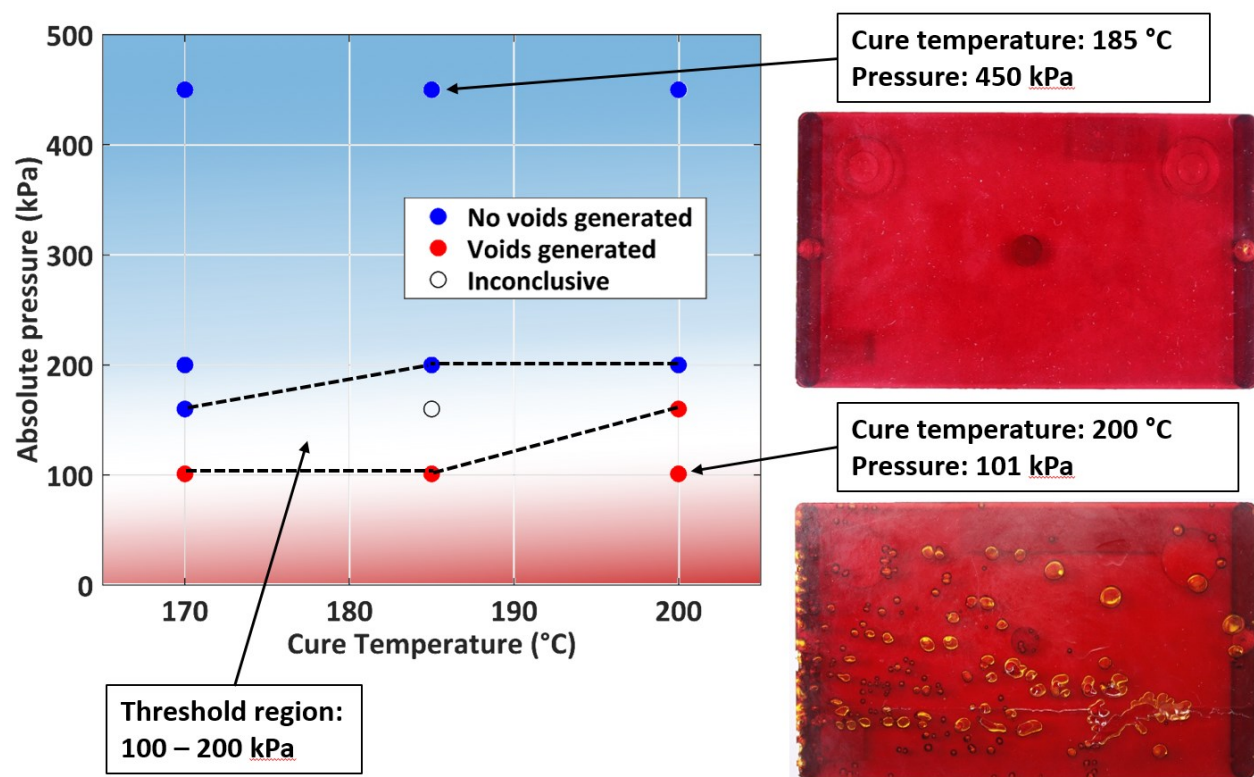 500
400
300
200
100
0
170
180
190
200
Absolute pressure (kPa)
Cure Temperature (°C)
No voids generated
Voids generated
Inconclusive
Threshold region:
100 – 200 kPa
Cure temperature: 185 °C
Pressure: 450 kPa
Cure temperature: 200 °C
Pressure: 101 kPa